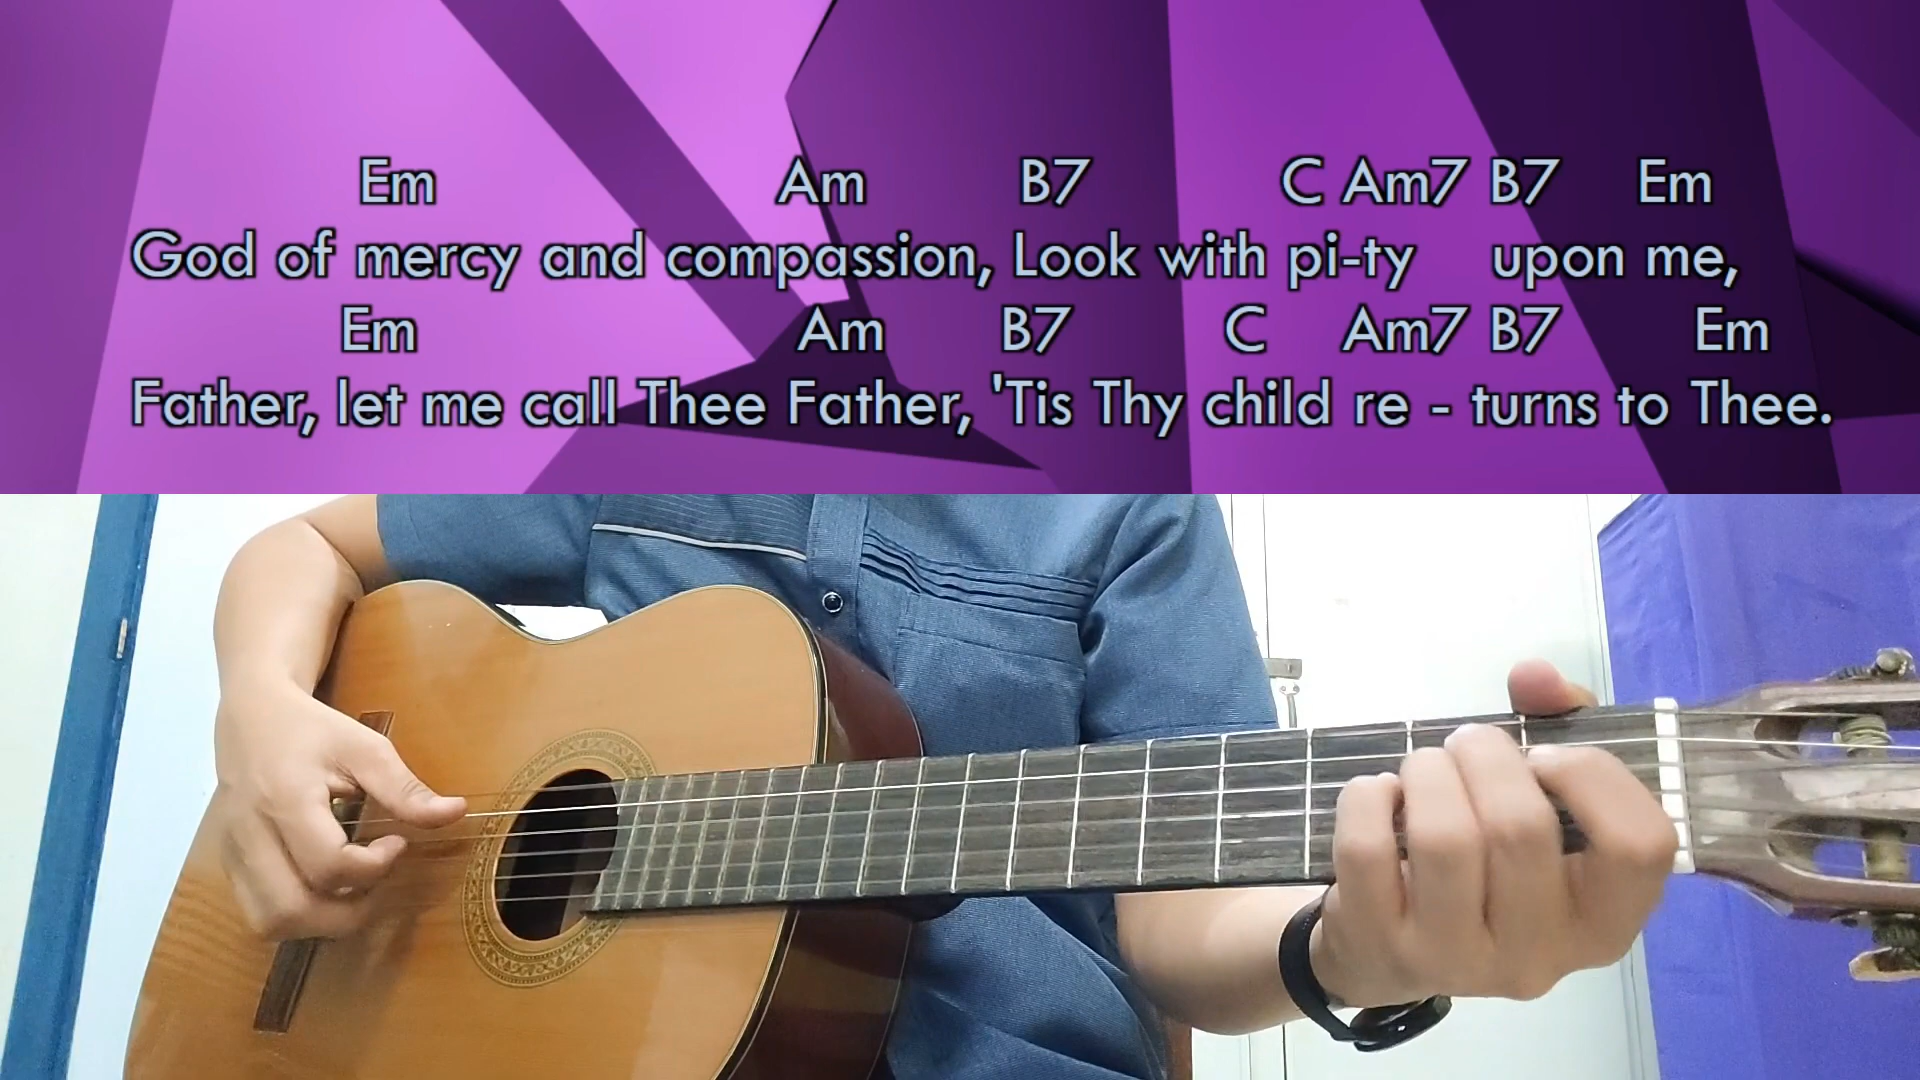 Em Am B7 C Am7 B7 Em
God of mercy and compassion, Look with pi-ty upon me,
Em Am B7 C Am7 B7 Em
Father, let me call Thee Father, 'Tis Thy child re - turns to Thee.